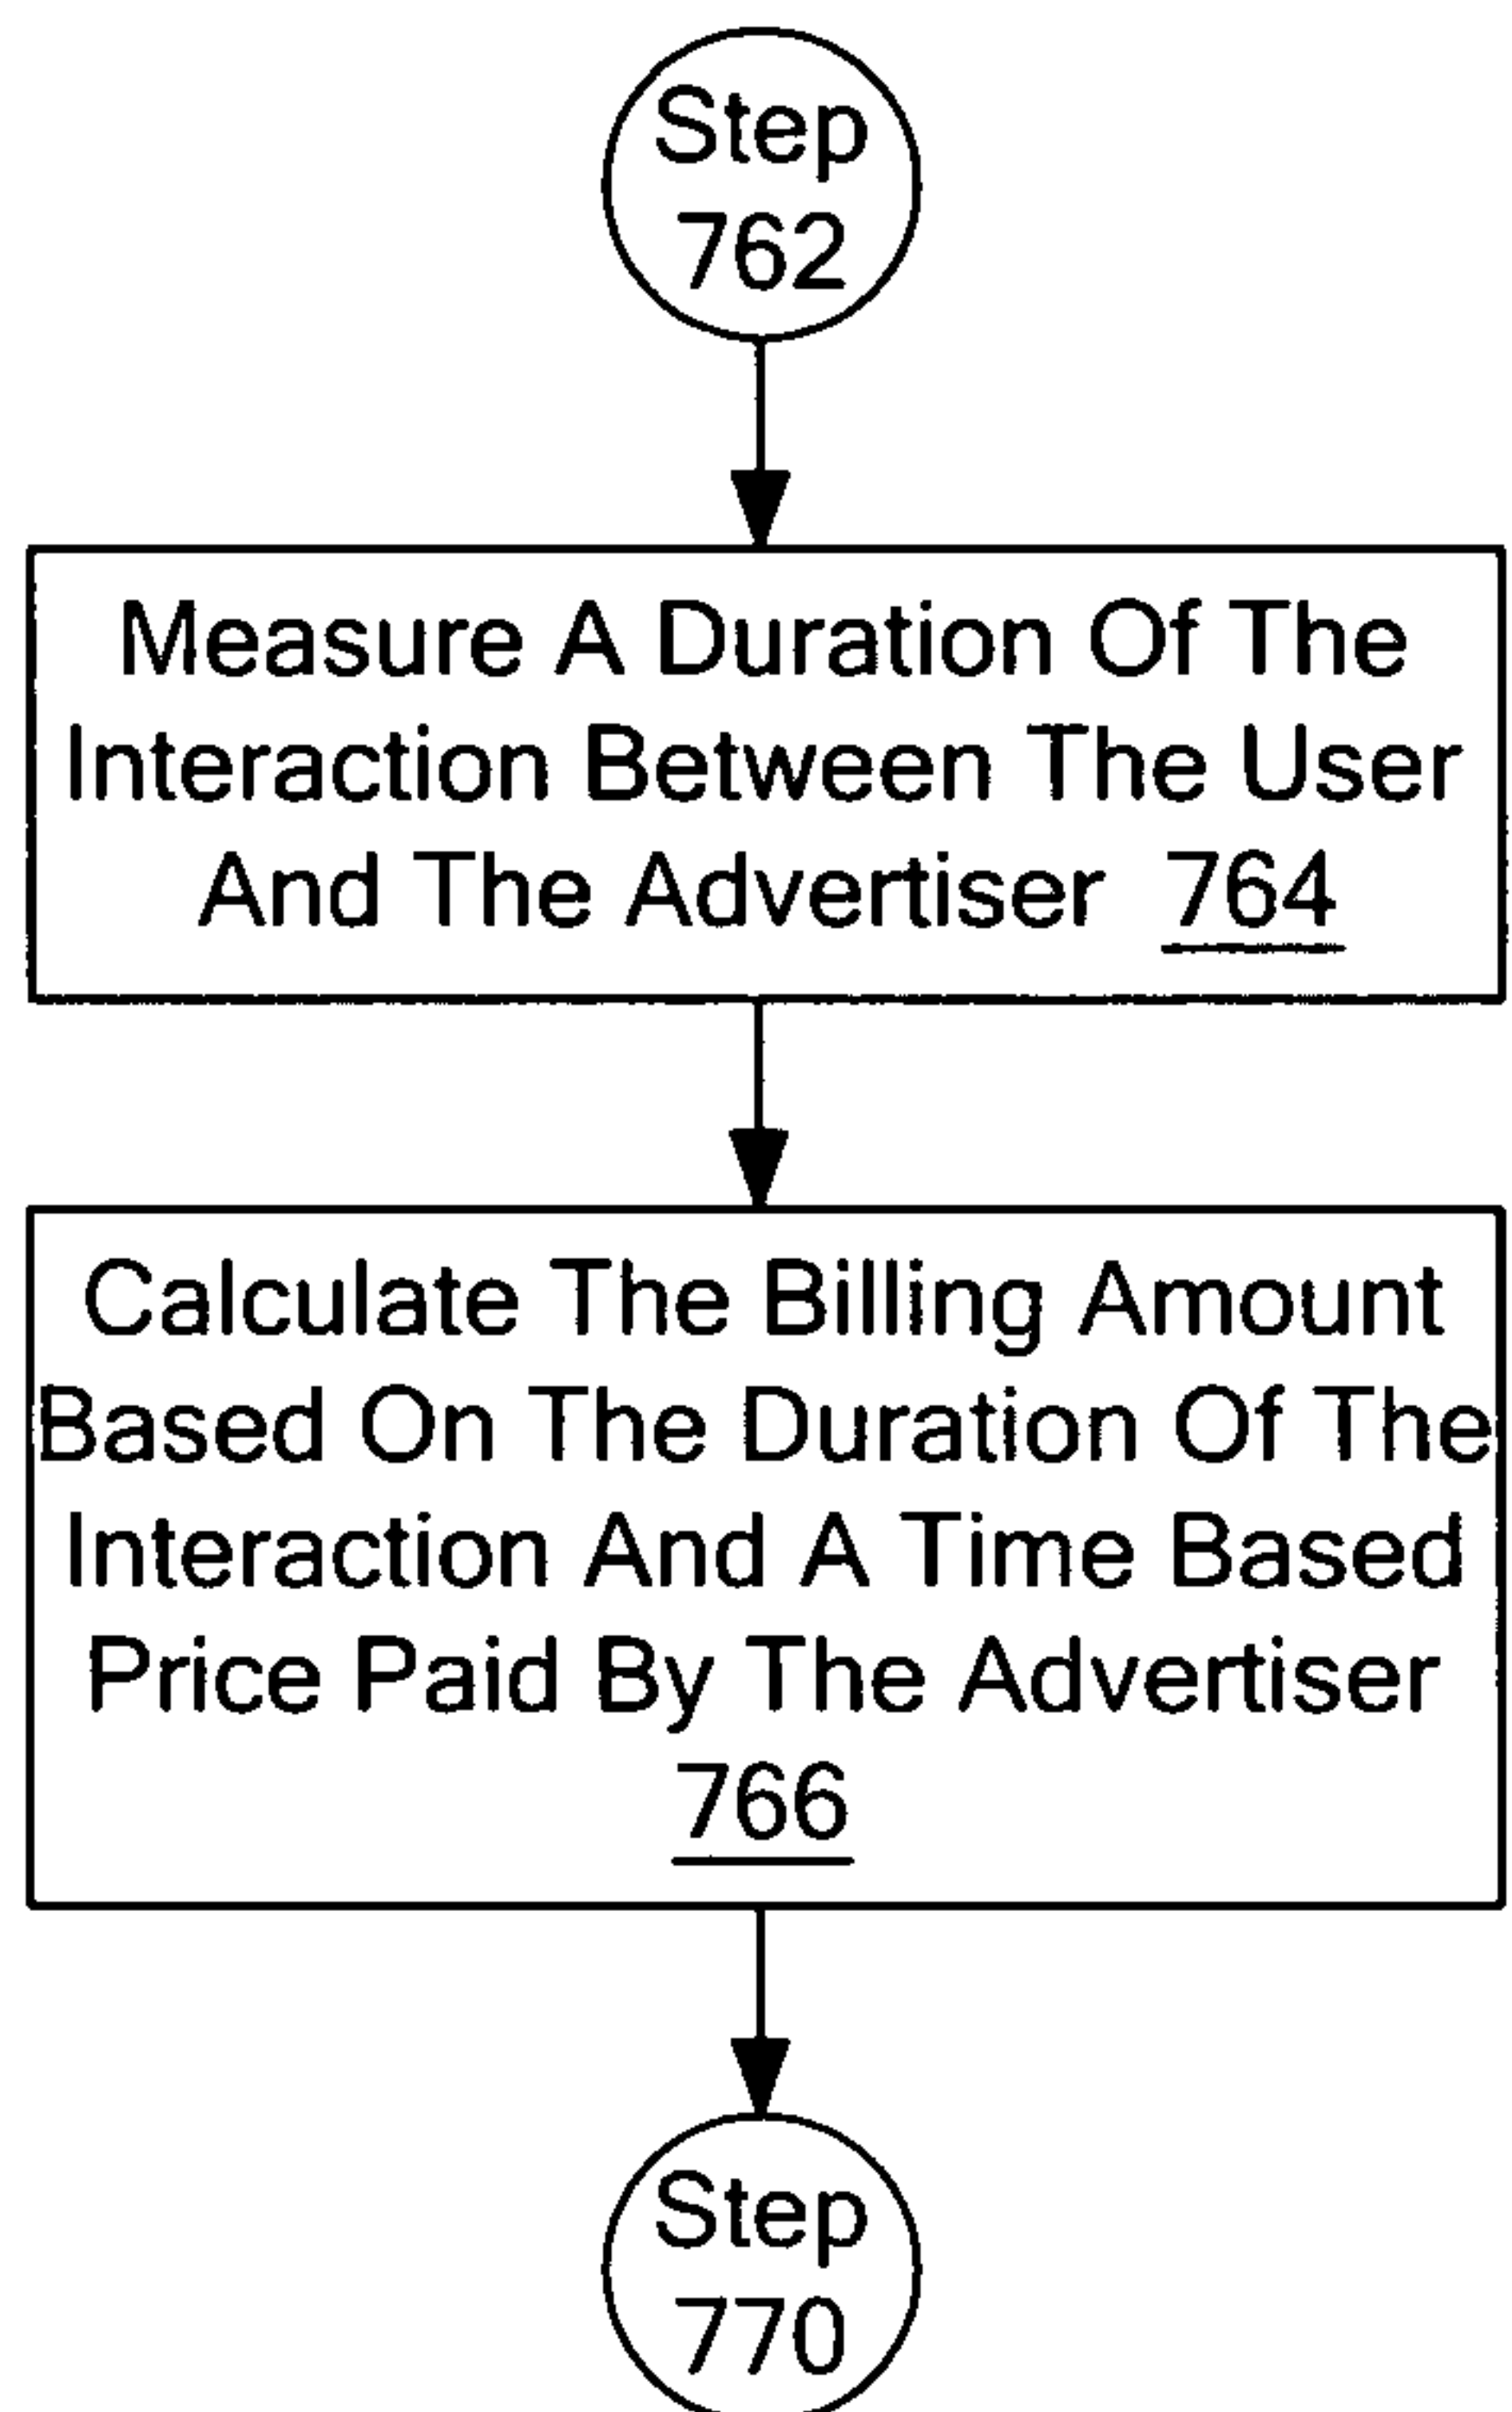 Step
762
Measure A Duration Of The
Interaction Between The User
And The Advertiser 764
Calculate The Billing Amount
Based On The Duration Of The
Interaction And A Time Based
Price Paid By The Advertiser
766
Step
770